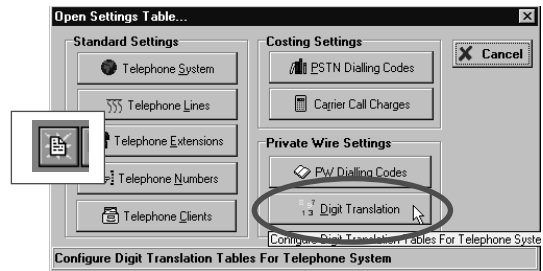 Open Settings Table...
Standard Settings
Telephone System
Telephone Lines
Telephone Extensions
Telephone Numbers
Telephone Clients
Costing Settings
PSTN Dialling Codes
Carrier Call Charges
Private Wire Settings
PW Dialling Codes
Digit Translation
Cancel
Configure Digit Translation Tables For Telephone Syste
Configure Digit Translation Tables For Telephone System